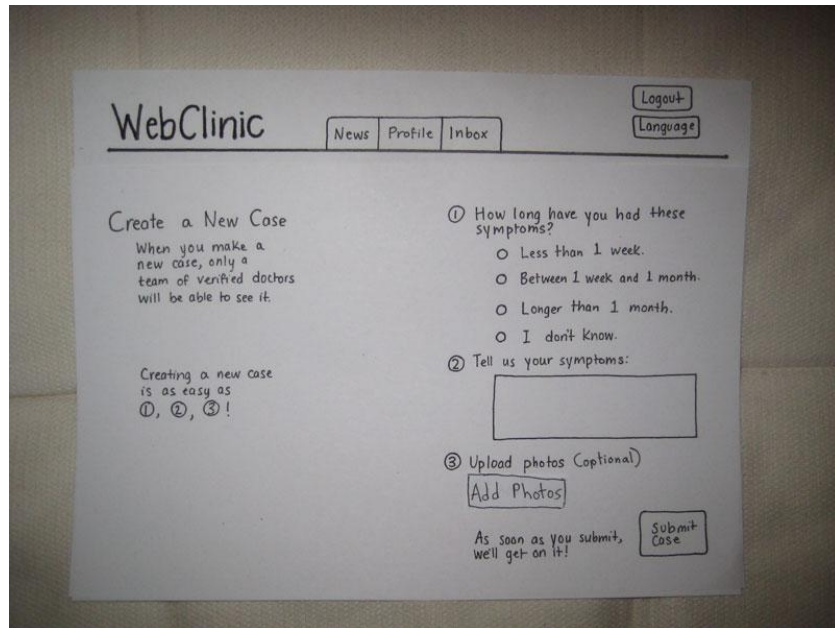 WebClinic
News Profile Inbox
Logout
Language
Create a New Case
When you make a
new case, only a
team of verified doctors
will be able to see it.
Creating a new case
is as easy as
①, ②, ③!
① How long have you had these
symptoms?
O Less than 1 week.
O Between 1 week and 1 month.
O Longer than 1 month.
O I don't know.
② Tell us your symptoms:
③ Upload photos (optional)
Add Photos
As soon as you submit,
we'll get on it!
Submit
Case